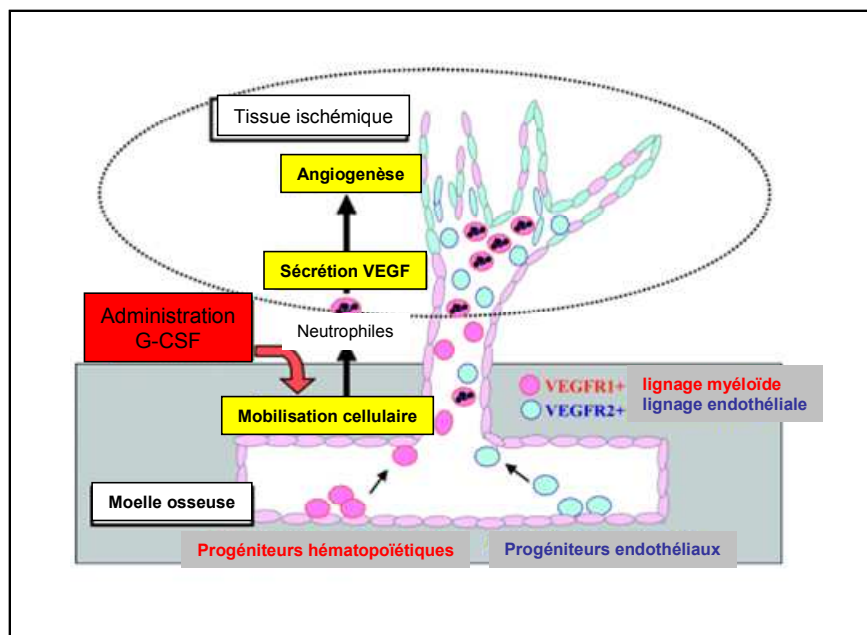 Tissue ischémique
Angiogenèse
Sécrétion VEGF
Administration
G-CSF
Neutrophiles
Mobilisation cellulaire
VEGFR1+ lignage myéloïde
VEGFR2+ lignage endothéliale
Moelle osseuse
Progéniteurs hématopoïétiques
Progéniteurs endothéliaux